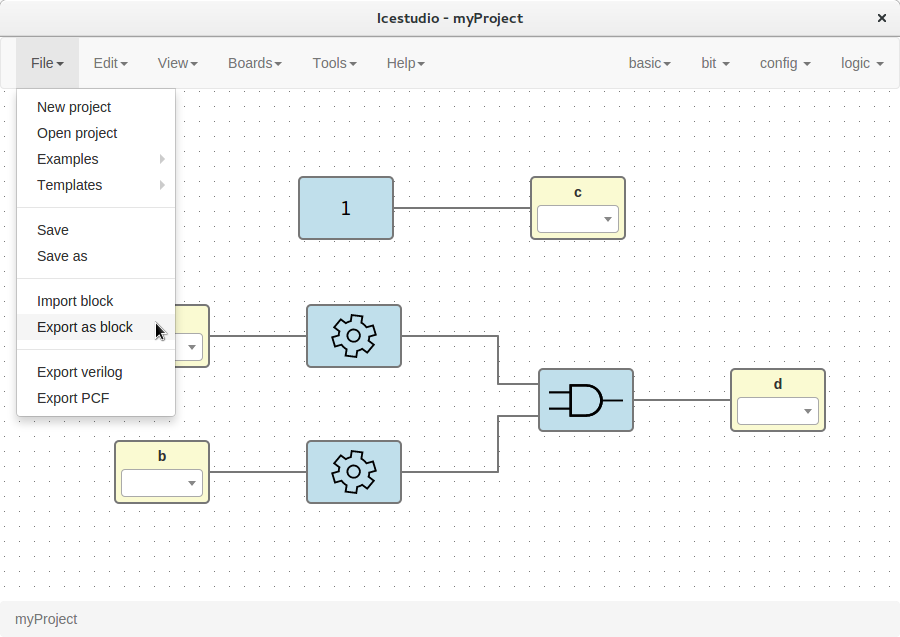 Icestudio - myProject
File Edit View Boards Tools Help basic bit config logic
New project
Open project
Examples
Templates
Save
Save as
Import block
Export as block
Export verilog
Export PCF
1
c
d
b
myProject